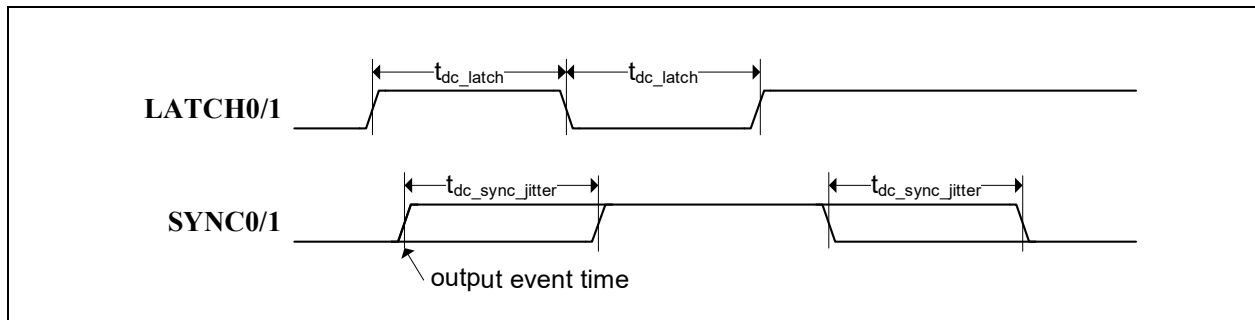 tdc_latch tdc_latch
LATCH0/1
tdc_sync_jitter tdc_sync_jitter
SYNC0/1
output event time